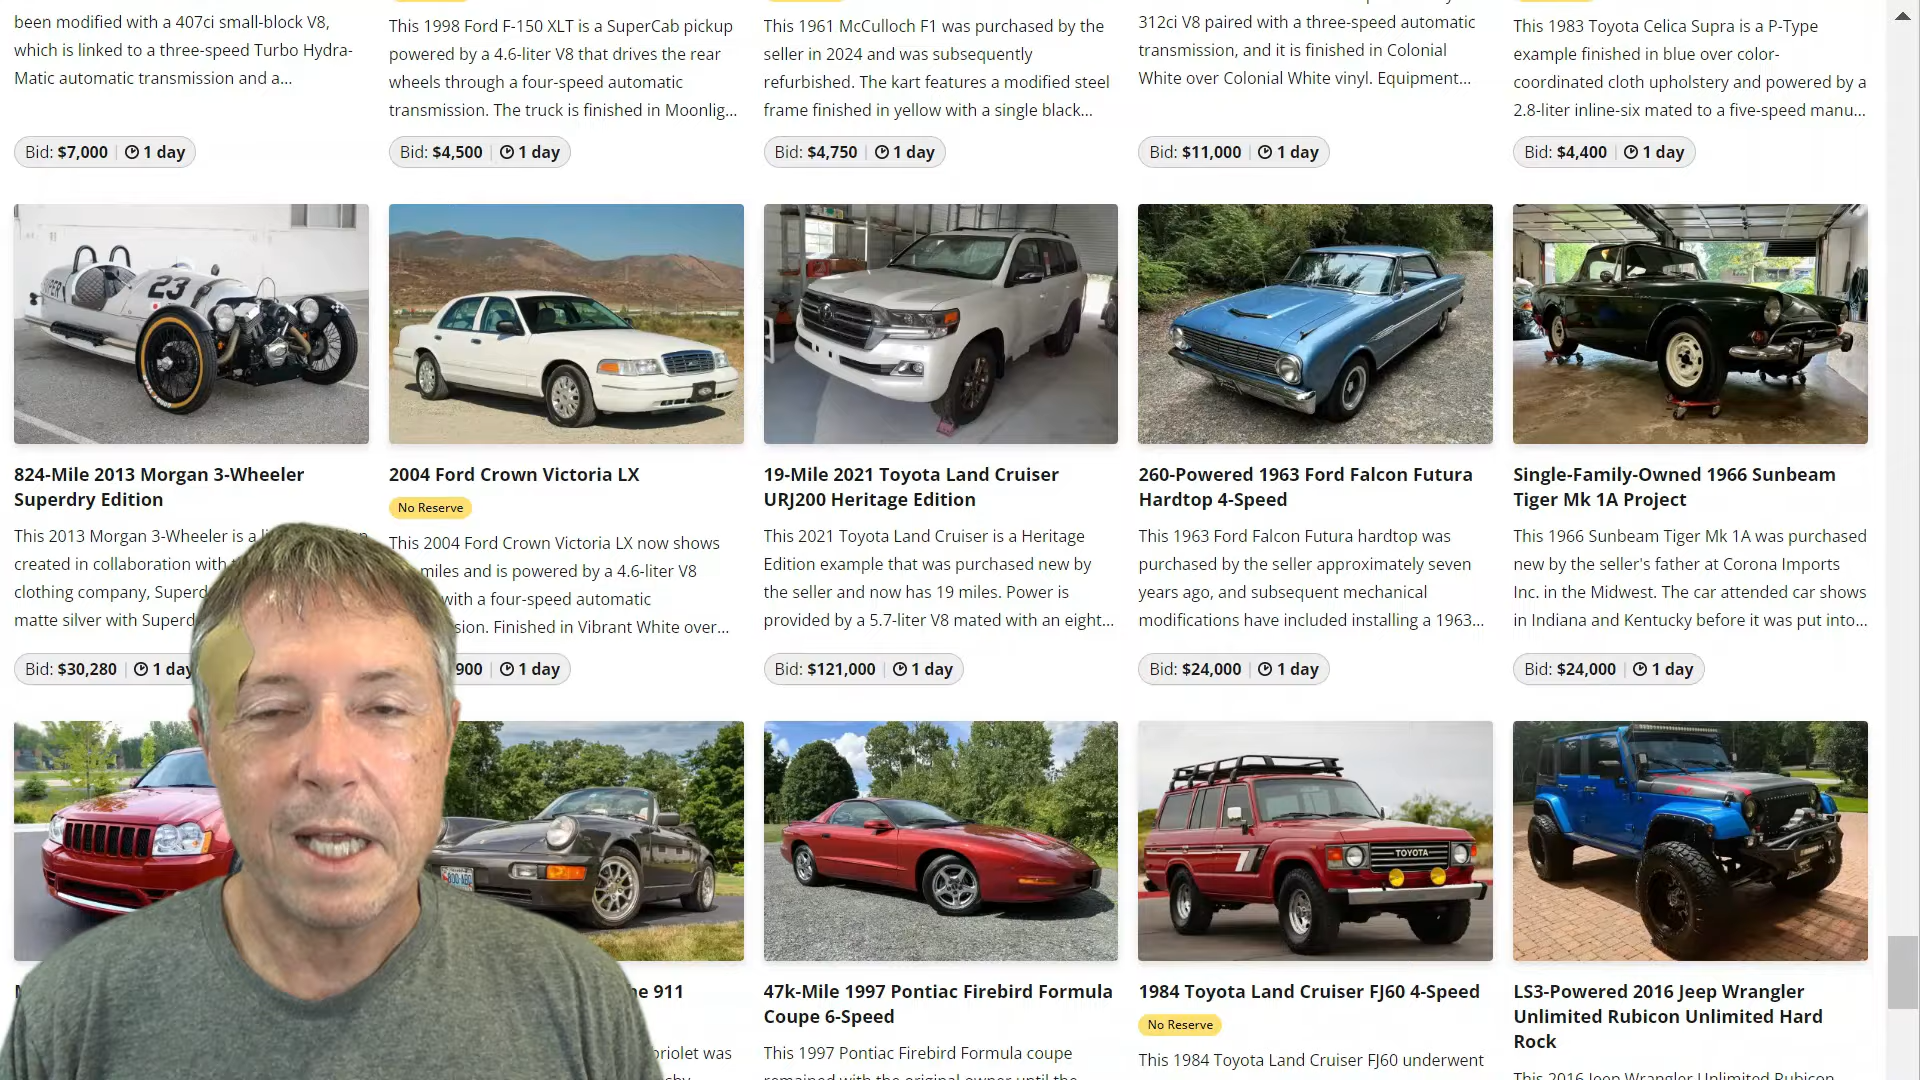 been modified with a 407ci small-block V8,
which is linked to a three-speed Turbo Hydra-
Matic automatic transmission and a...
Bid: $7,000 | 1 day
This 1998 Ford F-150 XLT is a SuperCab pickup
powered by a 4.6-liter V8 that drives the rear
wheels through a four-speed automatic
transmission. The truck is finished in Moonlig...
Bid: $4,500 | 1 day
This 1961 McCulloch F1 was purchased by the
seller in 2024 and was subsequently
refurbished. The kart features a modified steel
frame finished in yellow with a single black...
Bid: $4,750 | 1 day
312ci V8 paired with a three-speed automatic
transmission, and it is finished in Colonial
White over Colonial White vinyl. Equipment...
Bid: $11,000 | 1 day
This 1983 Toyota Celica Supra is a P-Type
example finished in blue over color-
coordinated cloth upholstery and powered by a
2.8-liter inline-six mated to a five-speed manu...
Bid: $4,400 | 1 day
23
824-Mile 2013 Morgan 3-Wheeler
Superdry Edition
This 2013 Morgan 3-Wheeler is a
created in collaboration with
clothing company,
matte silver with
Bid: $30,280 | 1 day
2004 Ford Crown Victoria LX
No Reserve
This 2004 Ford Crown Victoria LX now shows
miles and is powered by a 4.6-liter V8
with a four-speed automatic
Finished in Vibrant White over...
900 | 1 day
19-Mile 2021 Toyota Land Cruiser
URJ200 Heritage Edition
This 2021 Toyota Land Cruiser is a Heritage
Edition example that was purchased new by
the seller and now has 19 miles. Power is
provided by a 5.7-liter V8 mated with an eight...
Bid: $121,000 | 1 day
260-Powered 1963 Ford Falcon Futura
Hardtop 4-Speed
This 1963 Ford Falcon Futura hardtop was
purchased by the seller approximately seven
years ago, and subsequent mechanical
modifications have included installing a 1963...
Bid: $24,000 | 1 day
Single-Family-Owned 1966 Sunbeam
Tiger Mk 1A Project
This 1966 Sunbeam Tiger Mk 1A was purchased
new by the seller's father at Corona Imports
Inc. in the Midwest. The car attended car shows
in Indiana and Kentucky before it was put into...
Bid: $24,000 | 1 day
911
was
47k-Mile 1997 Pontiac Firebird Formula
Coupe 6-Speed
This 1997 Pontiac Firebird Formula coupe
TOYOTA
1984 Toyota Land Cruiser FJ60 4-Speed
No Reserve
This 1984 Toyota Land Cruiser FJ60 underwent
LS3-Powered 2016 Jeep Wrangler
Unlimited Rubicon Unlimited Hard
Rock
This 2016 Jeep Wrangler Unlimited Rubicon